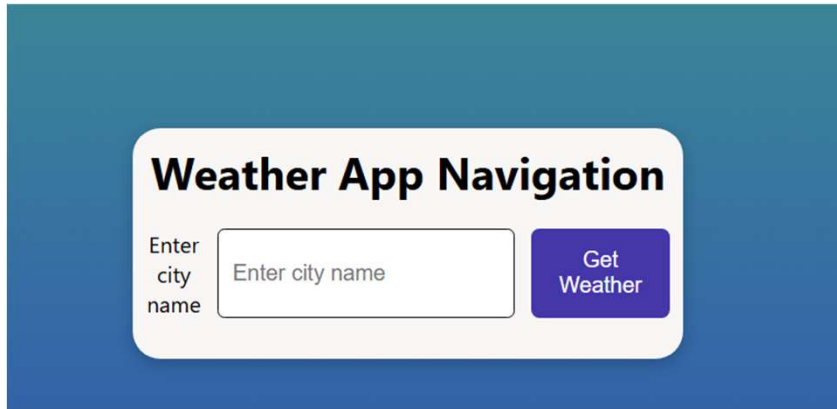 Weather App Navigation
Enter
city
name
Enter city name
Get
Weather